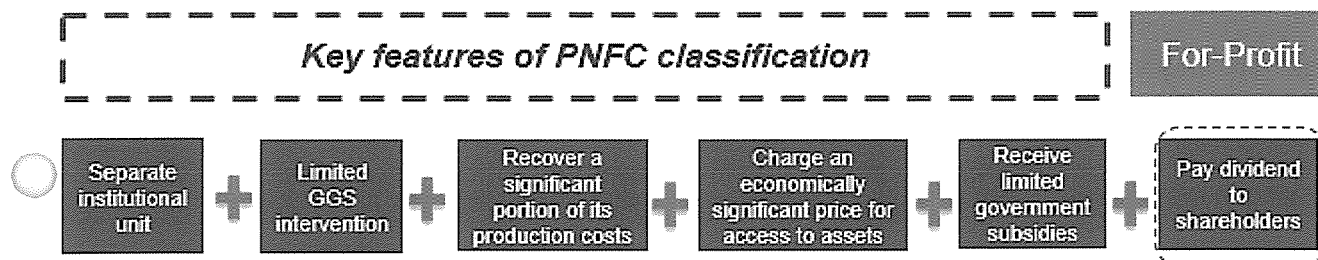 Key features of PNFC classification
For-Profit
Separate
institutional
unit
Limited
GGS
intervention
Recover a
significant
portion of its
production costs
Charge an
economically
significant price for
access to assets
Receive
limited
government
subsidies
Pay dividend
to
shareholders